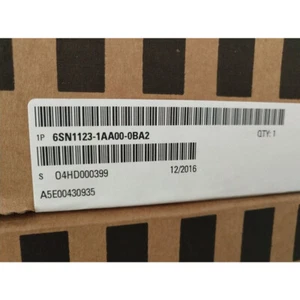 1P 6SN1123-1AA00-0BA2 QTY: 1
S 04HD000399 12/2016
A5E00430935